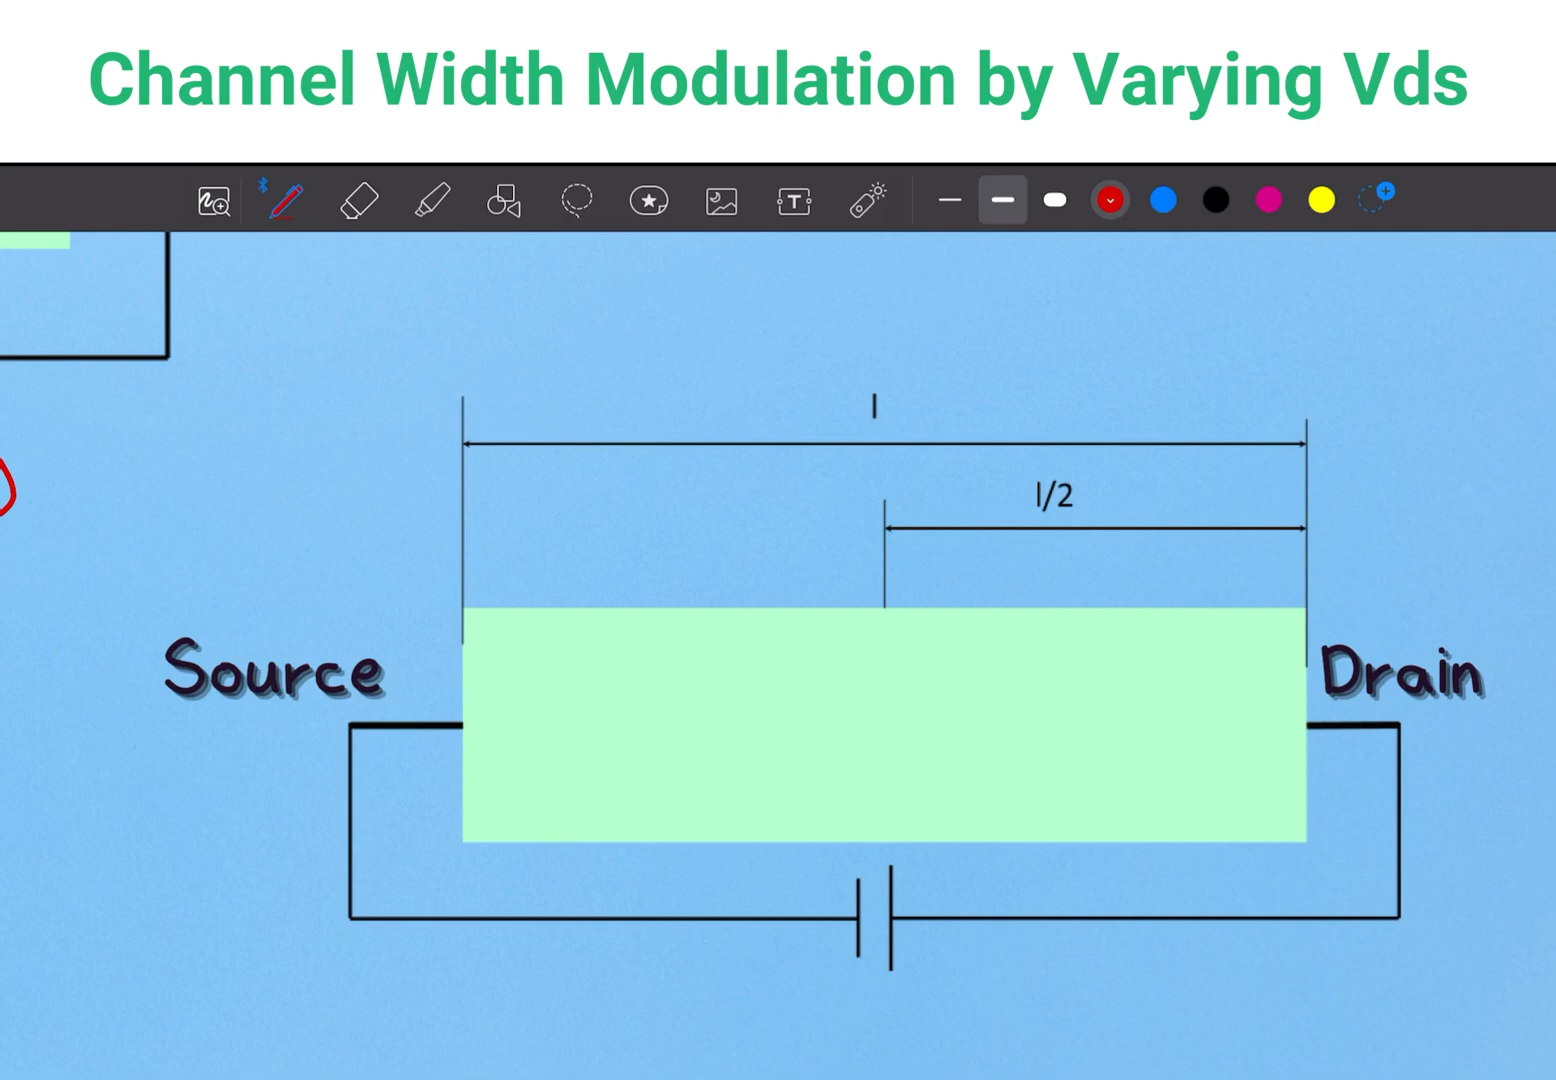 Channel Width Modulation by Varying Vds
T
l
l/2
Source
Drain